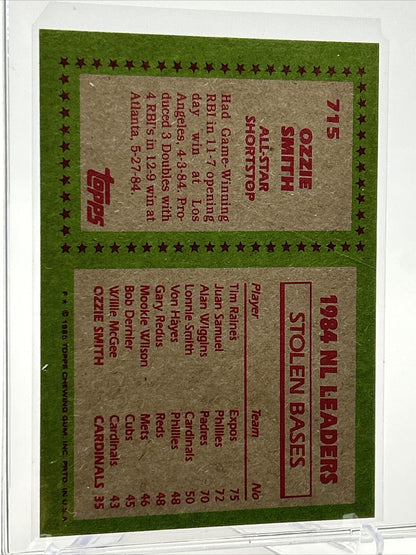 715
OZZIE
SMITH
ALL-STAR
SHORTSTOP
Had Game-Winning
RBI in 11-7 opening
day win at Los
Angeles, 4-3-84. Pro-
duced 3 Doubles with
4 RBI's in 12-9 win at
Atlanta, 5-27-84.
topps
1984 NL LEADERS
STOLEN BASES
Player Team No
Tim Raines Expos 75
Juan Samuel Phillies 72
Alan Wiggins Padres 70
Lonnie Smith Cardinals 50
Von Hayes Phillies 48
Gary Redus Reds 48
Mookie Wilson Mets 46
Bob Dernier Cubs 45
Willie McGee Cardinals 43
OZZIE SMITH CARDINALS 35
F* © 1985 TOPPS CHEWING GUM, INC. PRTD. IN U.S.A.